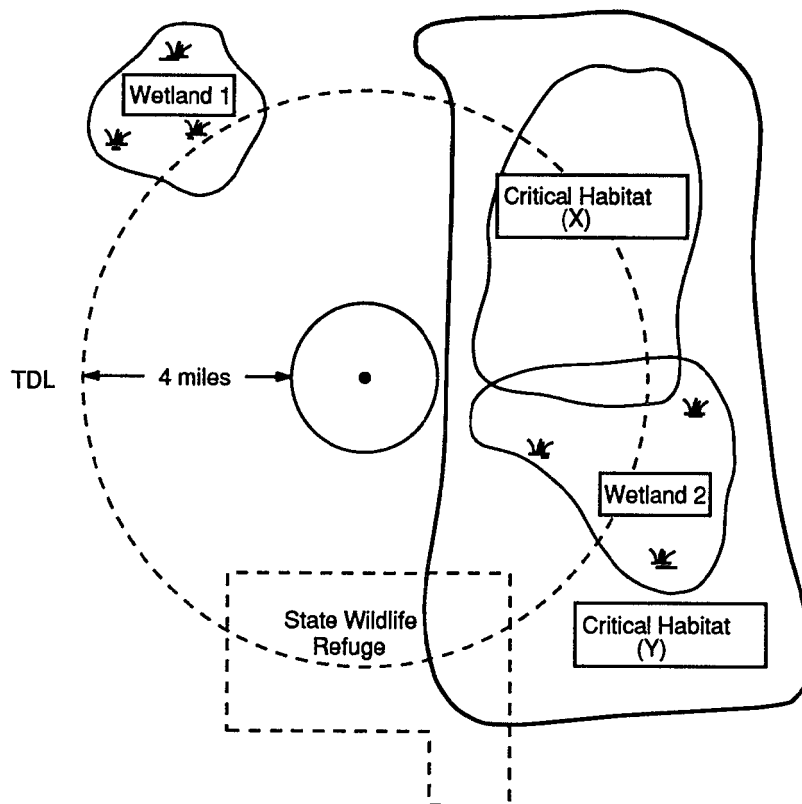 Wetland 1
Critical Habitat
(X)
TDL
4 miles
Wetland 2
State Wildlife
Refuge
Critical Habitat
(Y)